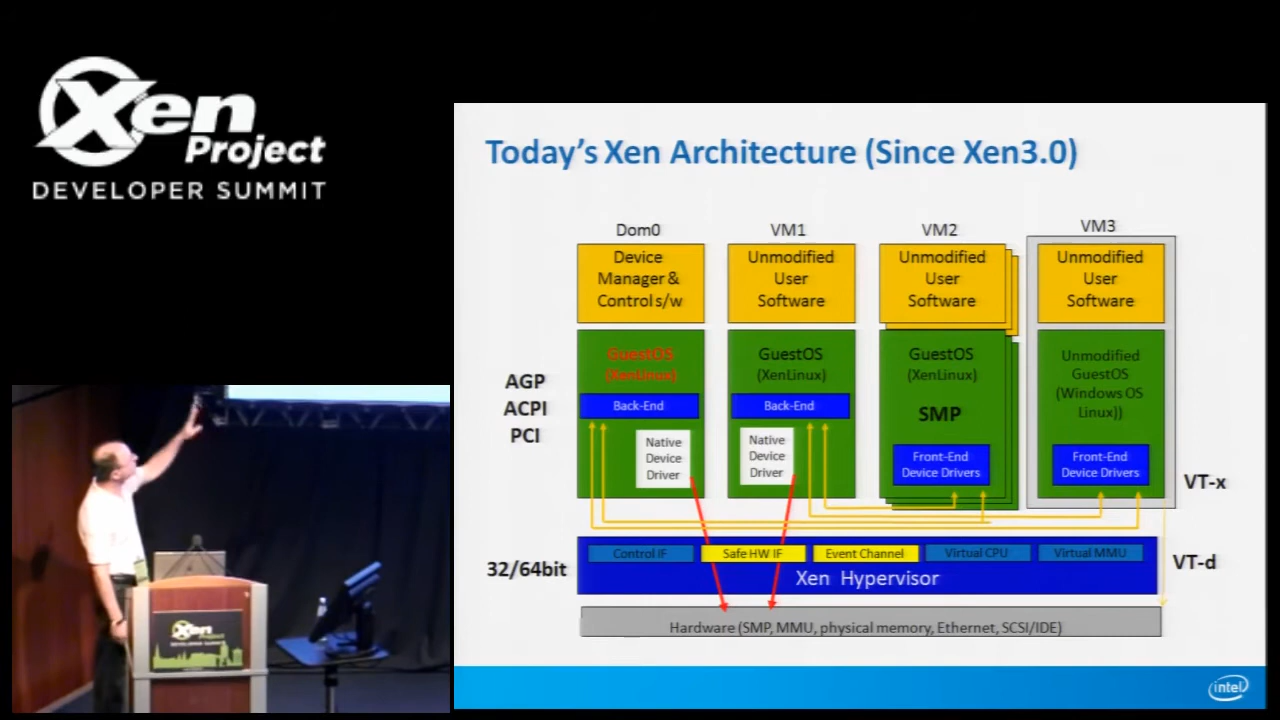 Xen
Project
DEVELOPER SUMMIT
Today's Xen Architecture (Since Xen3.0)
Dom0
VM1
VM2
VM3
Device
Manager &
Control s/w
Unmodified
User
Software
Unmodified
User
Software
Unmodified
User
Software
GuestOS
(XenLinux)
GuestOS
(XenLinux)
GuestOS
(XenLinux)
SMP
Unmodified
GuestOS
(Windows OS
Linux))
AGP
ACPI
PCI
Back-End
Back-End
Native
Device
Driver
Native
Device
Driver
Front-End
Device Drivers
Front-End
Device Drivers
VT-x
32/64bit
Control IF
Safe HW IF
Event Channel
Virtual CPU
Virtual MMU
Xen Hypervisor
VT-d
Hardware (SMP, MMU, physical memory, Ethernet, SCSI/IDE)
intel
Xen
Project
DEVELOPER SUMMIT